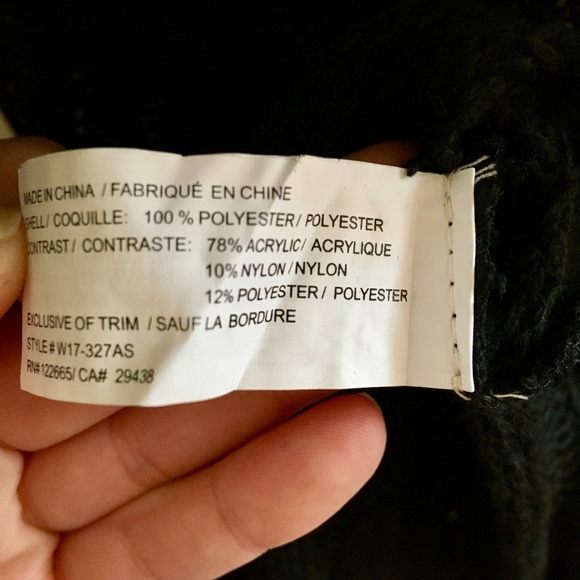 MADE IN CHINA / FABRIQUÉ EN CHINE
SHELL/ COQUILLE: 100 % POLYESTER/ POLYESTER
CONTRAST/ CONTRASTE: 78% ACRYLIC/ ACRYLIQUE
10% NYLON/NYLON
12% POLYESTER/ POLYESTER
EXCLUSIVE OF TRIM / SAUF LA BORDURE
STYLE# W17-327AS
RN#122665/ CA# 29438